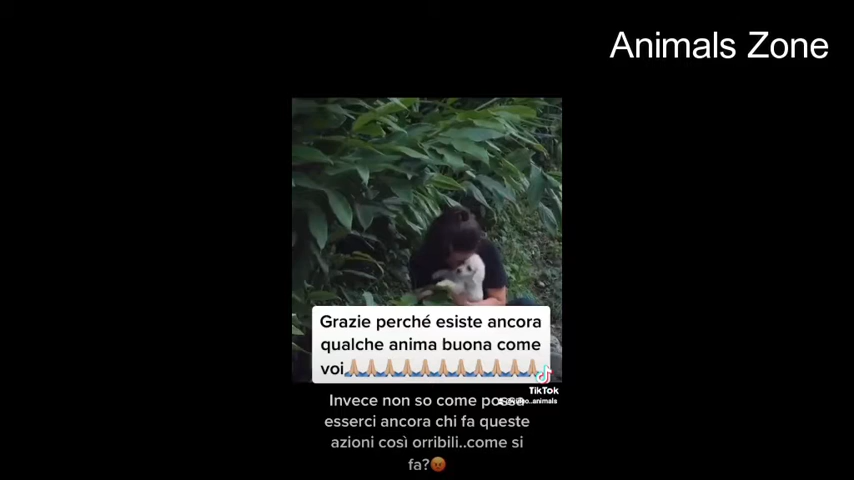 Animals Zone
Grazie perché esiste ancora
qualche anima buona come
voi🙏🏼🙏🏼🙏🏼🙏🏼🙏🏼🙏🏼🙏🏼🙏🏼🙏🏼🙏🏼🙏🏼
TikTok
Invece non so come possa
esserci ancora chi fa queste
azioni così orribili..come si
fa?😡